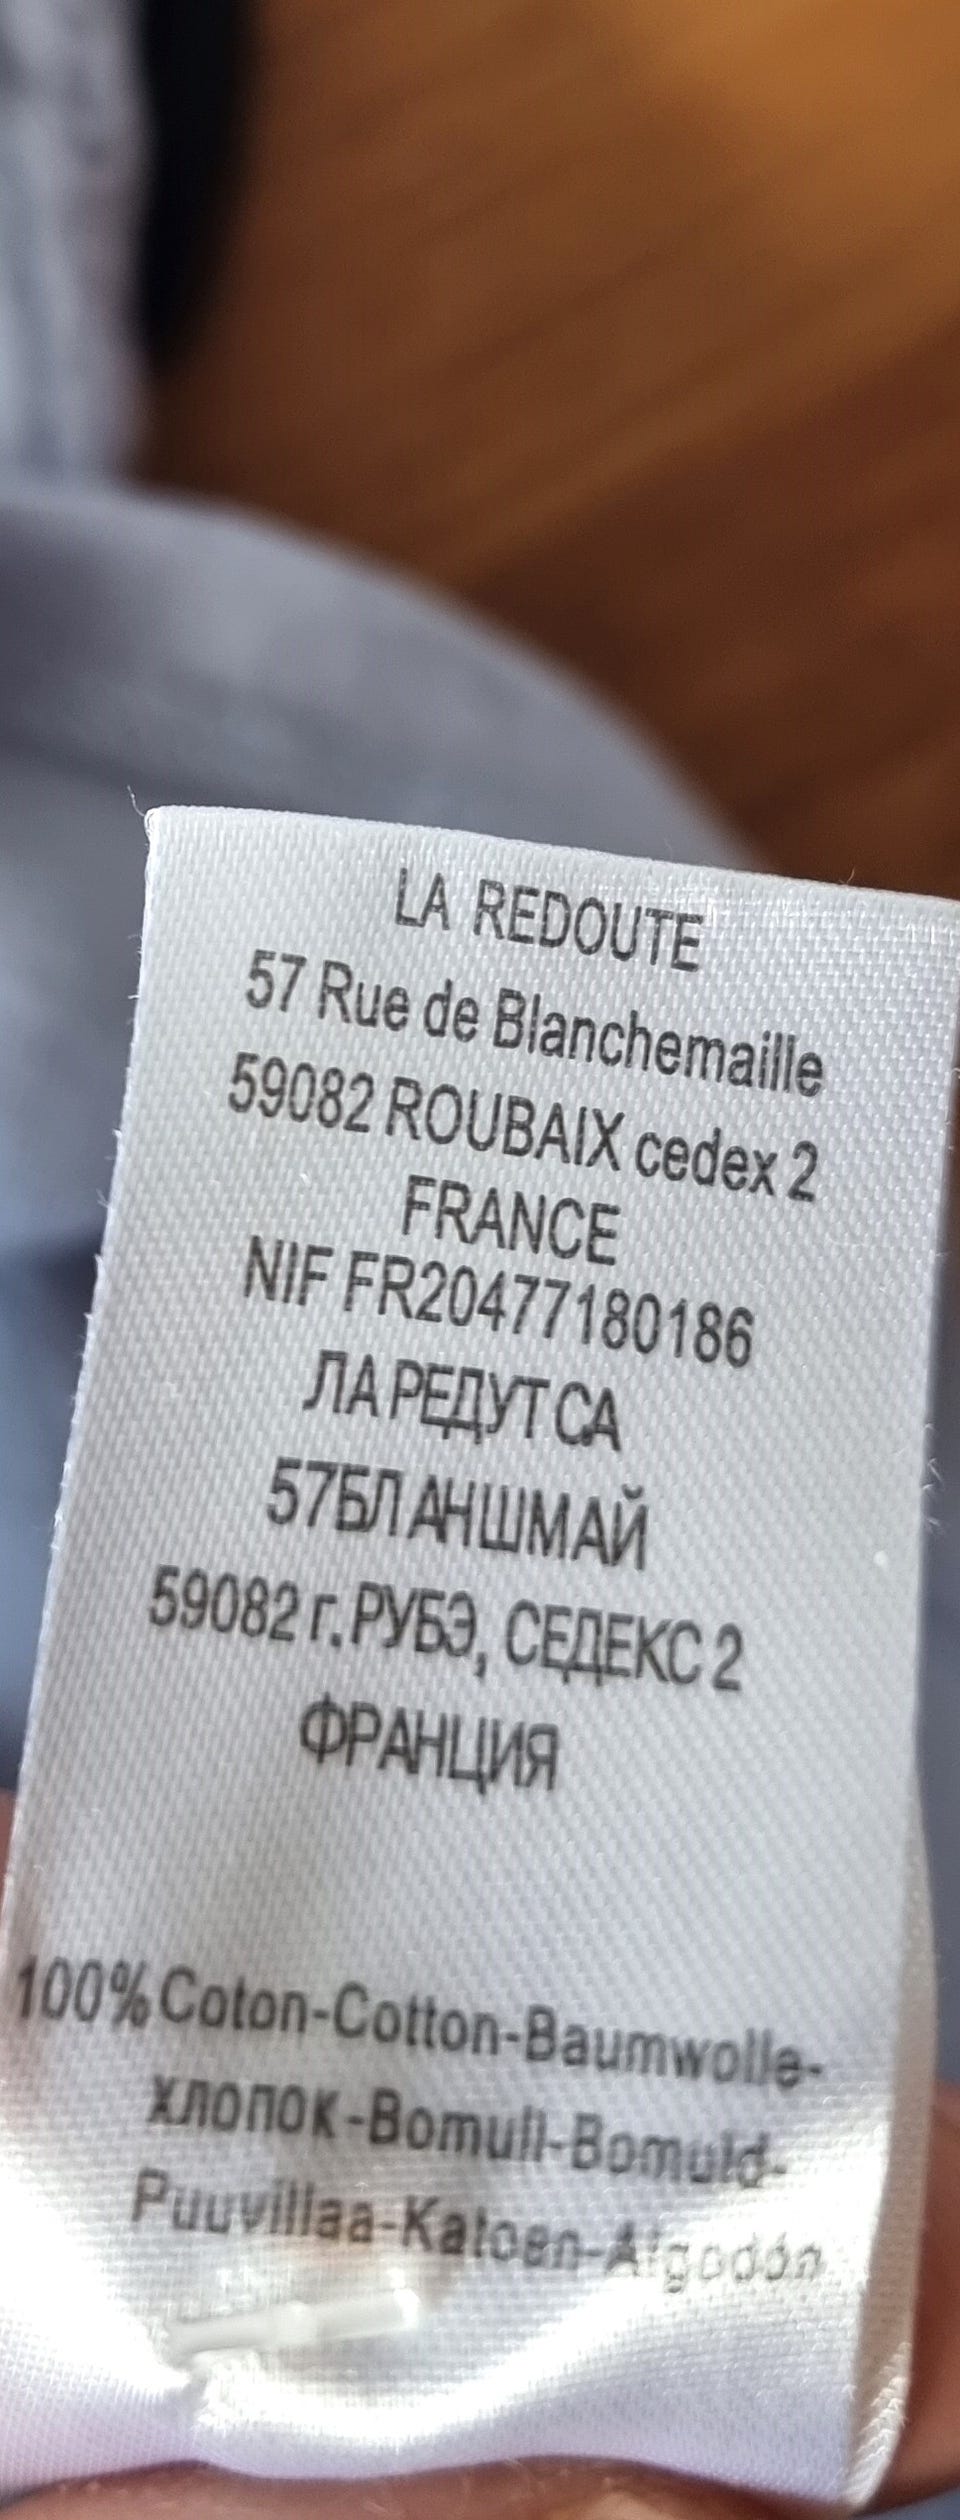 LA REDOUTE
57 Rue de Blanchemaille
59082 ROUBAIX cedex 2
FRANCE
NIF FR20477180186
ЛА РЕДУТ СА
57БЛАНШМАЙ
59082 г. РУБЭ, СЕДЕКС 2
ФРАНЦИЯ
100% Coton-Cotton-Baumwolle-
хлопок-Bomull-Bomuld-
Puuvillaa-Katoen-Algodón